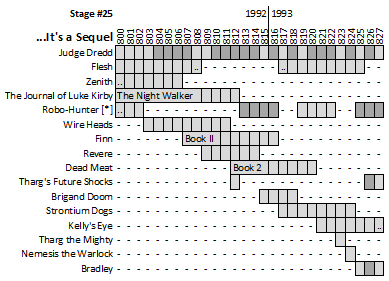 Stage #25 1992 1993
...It's a Sequel 800 801 802 803 804 805 806 807 808 809 810 811 812 813 814 815 816 817 818 819 820 821 822 823 824 825 826 827
Judge Dredd
Flesh ..
Zenith ..
The Journal of Luke Kirby The Night Walker
Robo-Hunter [*] ..
Wire Heads
Finn Book II
Revere
Dead Meat Book 2
Tharg's Future Shocks
Brigand Doom
Strontium Dogs
Kelly's Eye ..
Tharg the Mighty
Nemesis the Warlock
Bradley